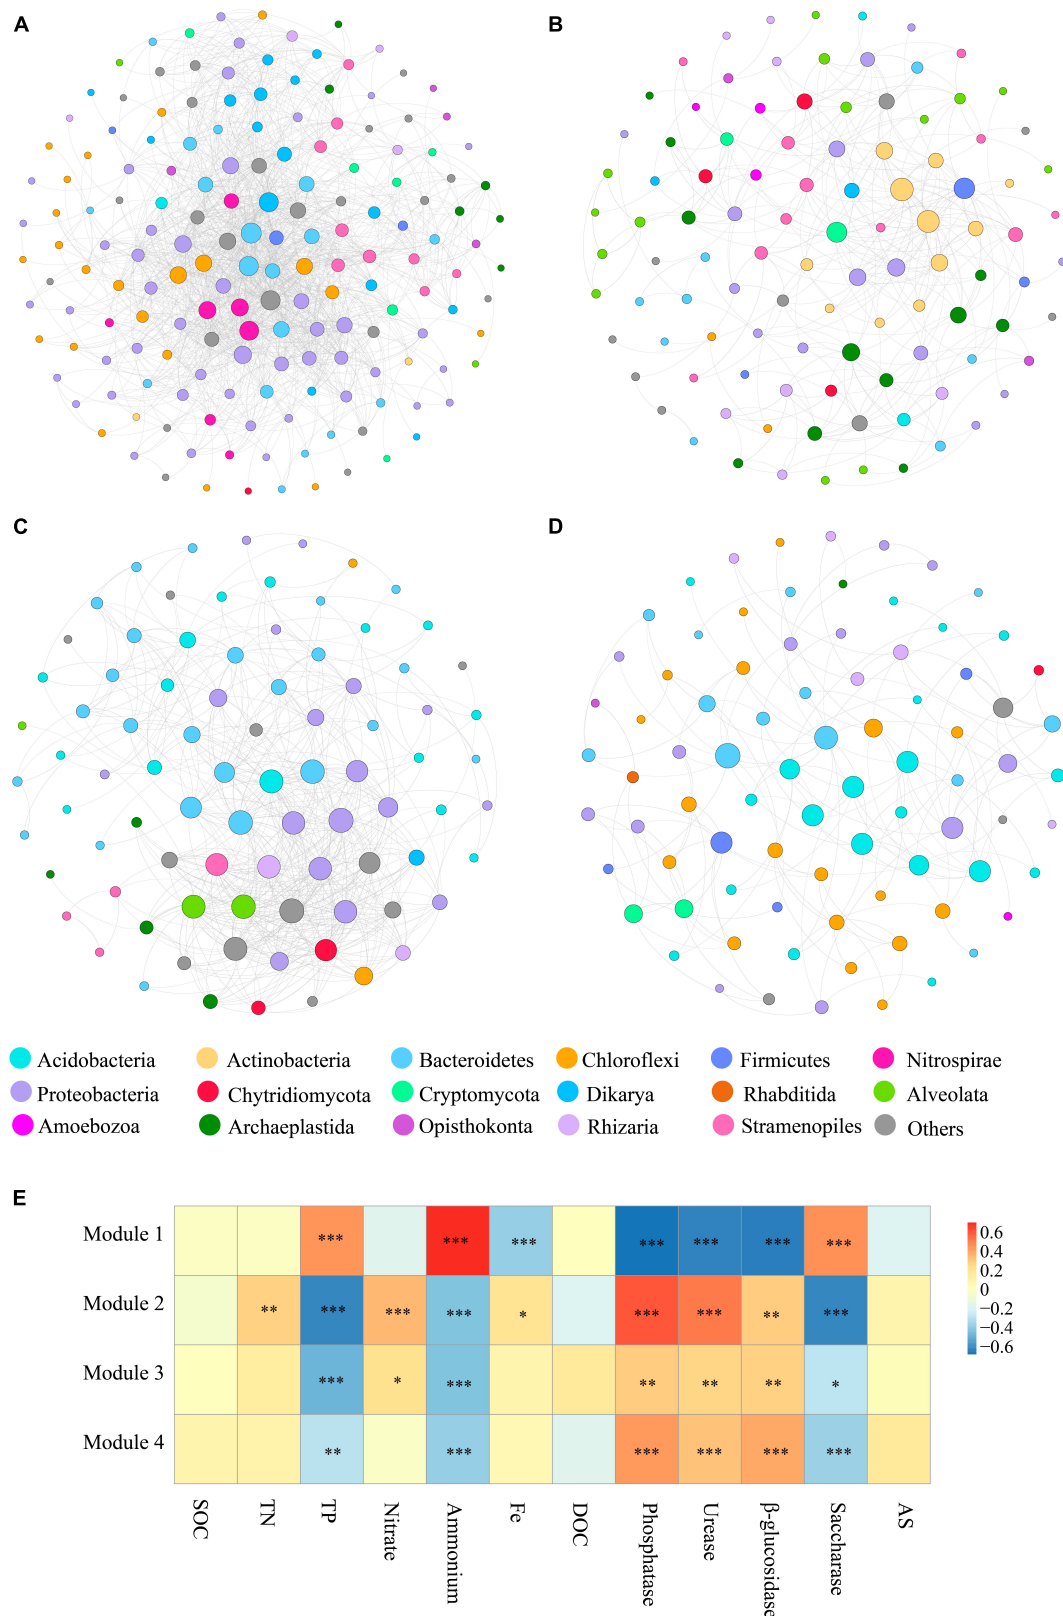 A
B
C
D
Acidobacteria Actinobacteria Bacteroidetes Chloroflexi Firmicutes Nitrospirae
Proteobacteria Chytridiomycota Cryptomycota Dikarya Rhabditida Alveolata
Amoebozoa Archaeplastida Opisthokonta Rhizaria Stramenopiles Others
E
Module 1 *** *** *** *** *** *** ***
Module 2 ** *** *** *** * *** *** ** ***
Module 3 *** * *** ** ** ** *
Module 4 ** *** *** *** *** ***
0.6
0.4
0.2
0
−0.2
−0.4
−0.6
SOC
TN
TP
Nitrate
Ammonium
Fe
DOC
Phosphatase
Urease
β-glucosidase
Saccharase
AS